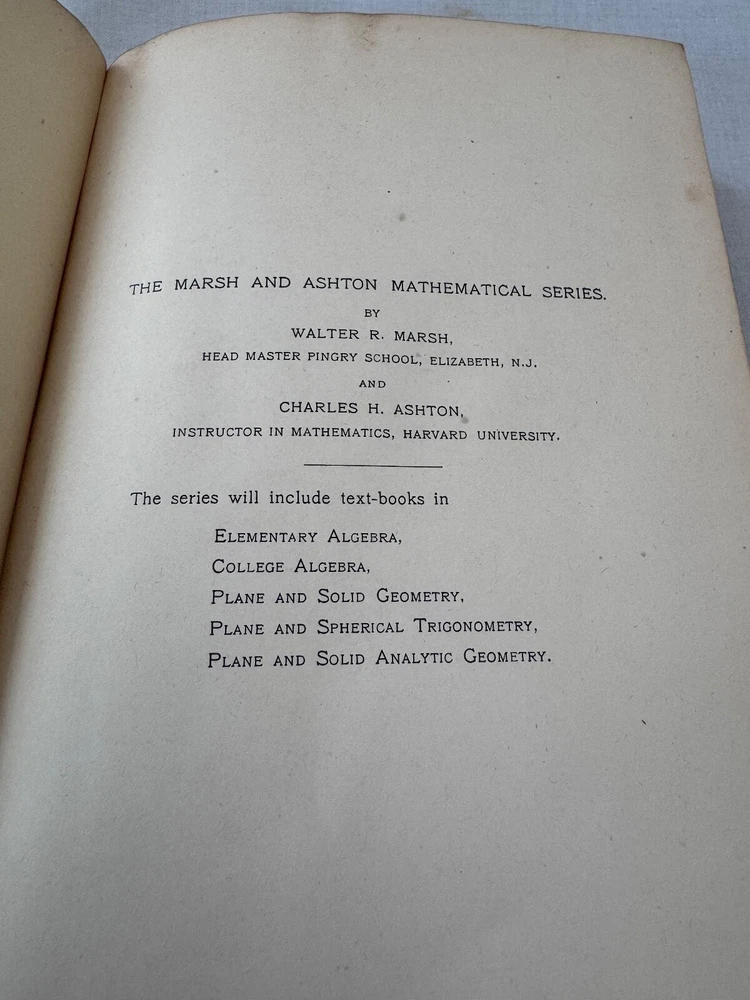 THE MARSH AND ASHTON MATHEMATICAL SERIES.
BY
WALTER R. MARSH,
HEAD MASTER PINGRY SCHOOL, ELIZABETH, N.J.
AND
CHARLES H. ASHTON,
INSTRUCTOR IN MATHEMATICS, HARVARD UNIVERSITY.
The series will include text-books in
ELEMENTARY ALGEBRA,
COLLEGE ALGEBRA,
PLANE AND SOLID GEOMETRY,
PLANE AND SPHERICAL TRIGONOMETRY,
PLANE AND SOLID ANALYTIC GEOMETRY.